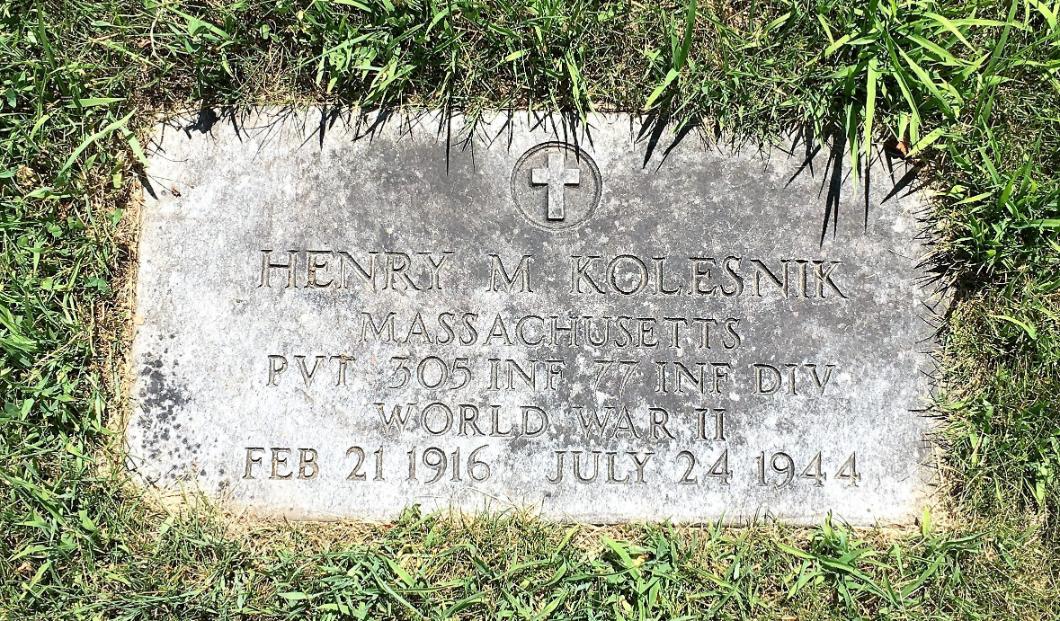 HENRY M KOLESNIK
MASSACHUSETTS
PVT 305 INF 77 INF DIV
WORLD WAR II
FEB 21 1916 JULY 24 1944